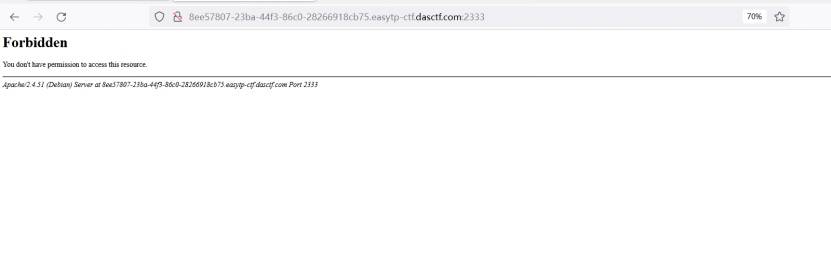 8ee57807-23ba-44f3-86c0-28266918cb75.easytp-ctf.dasctf.com:2333
70%
Forbidden
You don't have permission to access this resource.
Apache/2.4.51 (Debian) Server at 8ee57807-23ba-44f3-86c0-28266918cb75.easytp-ctf.dasctf.com Port 2333